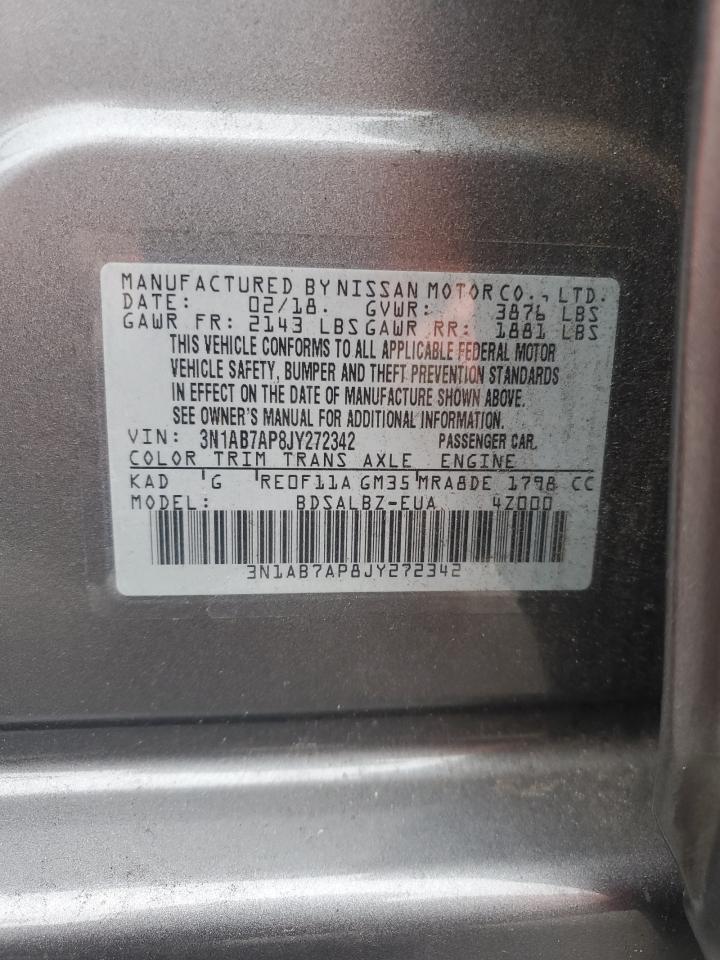 MANUFACTURED BY NISSAN MOTOR CO., LTD.
DATE: 02/18. GVWR: 3876 LBS
GAWR FR: 2143 LBS GAWR RR: 1881 LBS
THIS VEHICLE CONFORMS TO ALL APPLICABLE FEDERAL MOTOR
VEHICLE SAFETY, BUMPER AND THEFT PREVENTION STANDARDS
IN EFFECT ON THE DATE OF MANUFACTURE SHOWN ABOVE.
SEE OWNER'S MANUAL FOR ADDITIONAL INFORMATION.
VIN: 3N1AB7AP8JY272342 PASSENGER CAR.
COLOR TRIM TRANS AXLE ENGINE
KAD G RE0F11A GM35 MRA8DE 1798 CC
MODEL: BDSALBZ-EUA 4Z000
3N1AB7AP8JY272342